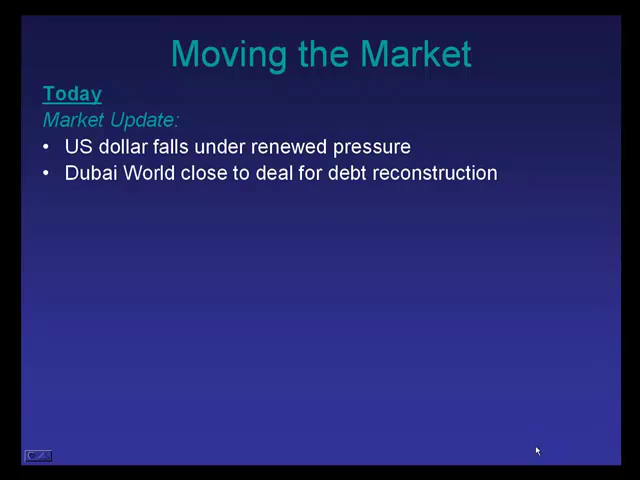 Moving the Market
Today
Market Update:
• US dollar falls under renewed pressure
• Dubai World close to deal for debt reconstruction